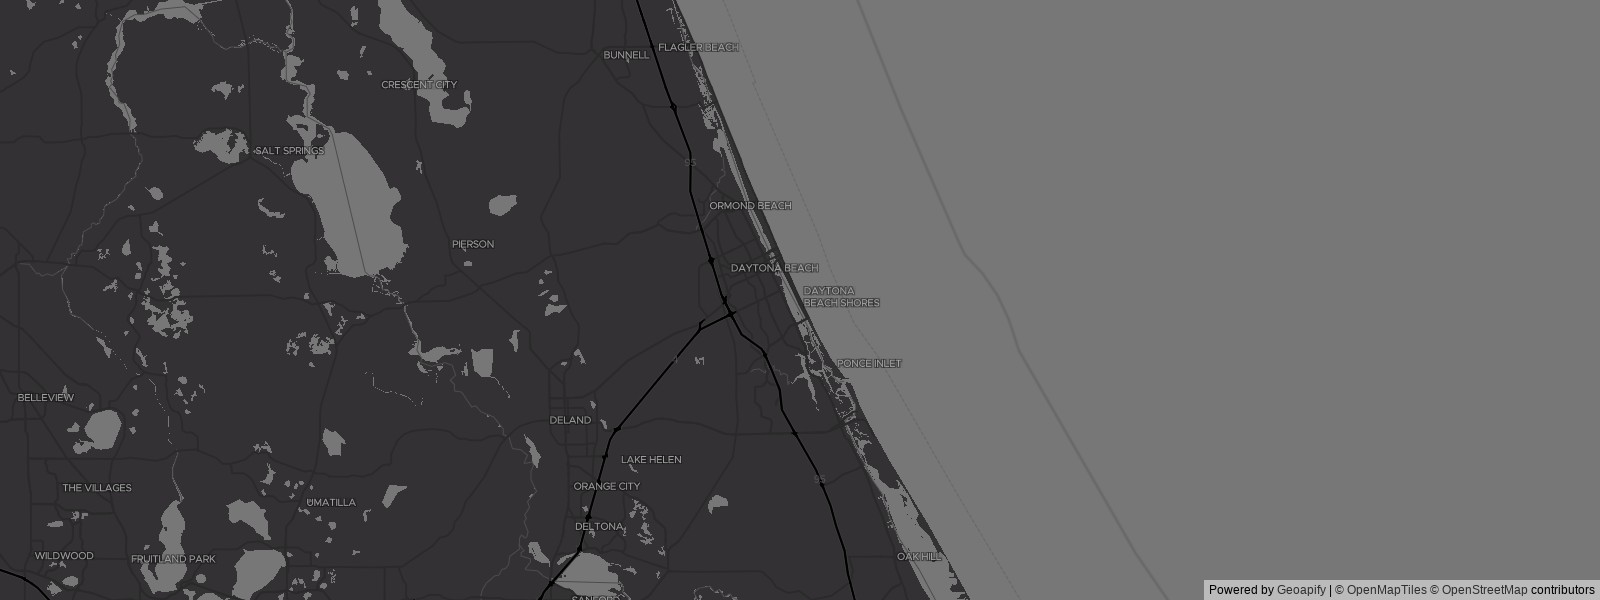 FLAGLER BEACH
BUNNELL
CRESCENT CITY
SALT SPRINGS
95
ORMOND BEACH
PIERSON
DAYTONA BEACH
DAYTONA
BEACH SHORES
PONCE INLET
BELLEVIEW
DELAND
LAKE HELEN
95
ORANGE CITY
THE VILLAGES
UMATILLA
DELTONA
WILDWOOD
FRUITLAND PARK
OAK HILL
SANFORD
Powered by Geoapify | © OpenMapTiles © OpenStreetMap contributors